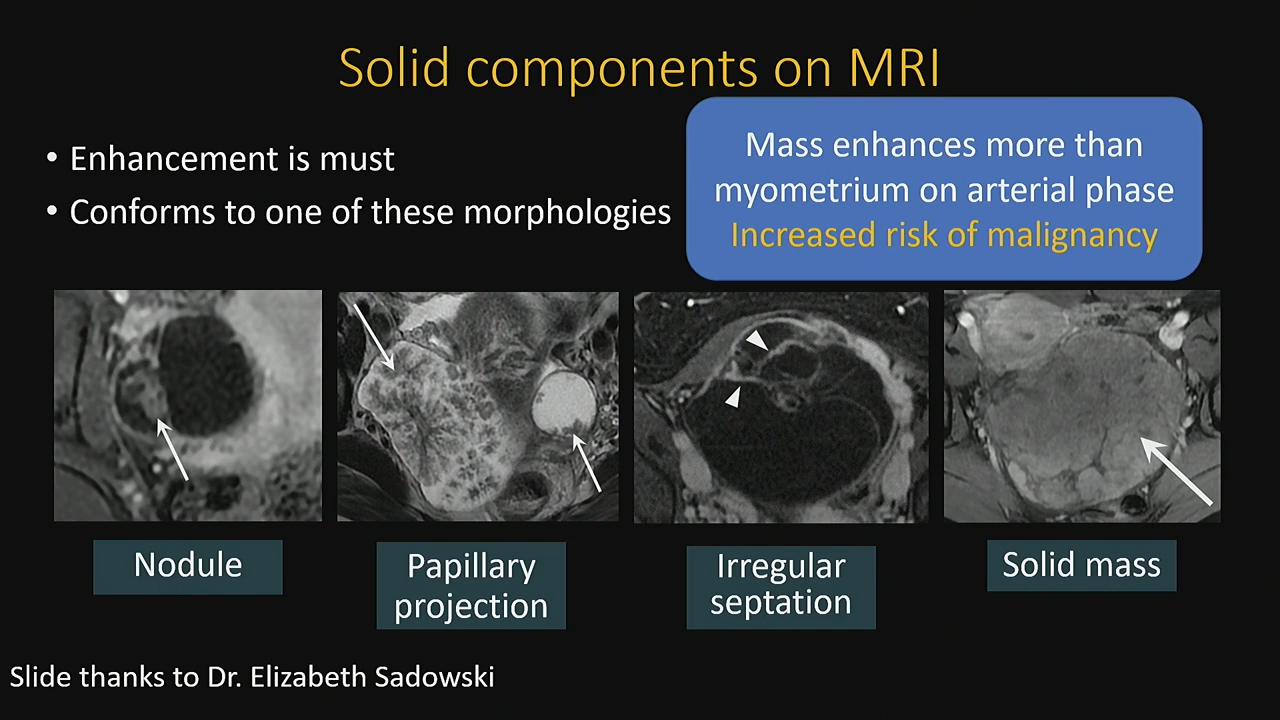 Solid components on MRI
• Enhancement is must
• Conforms to one of these morphologies
Mass enhances more than
myometrium on arterial phase
Increased risk of malignancy
Nodule
Papillary
projection
Irregular
septation
Solid mass
Slide thanks to Dr. Elizabeth Sadowski